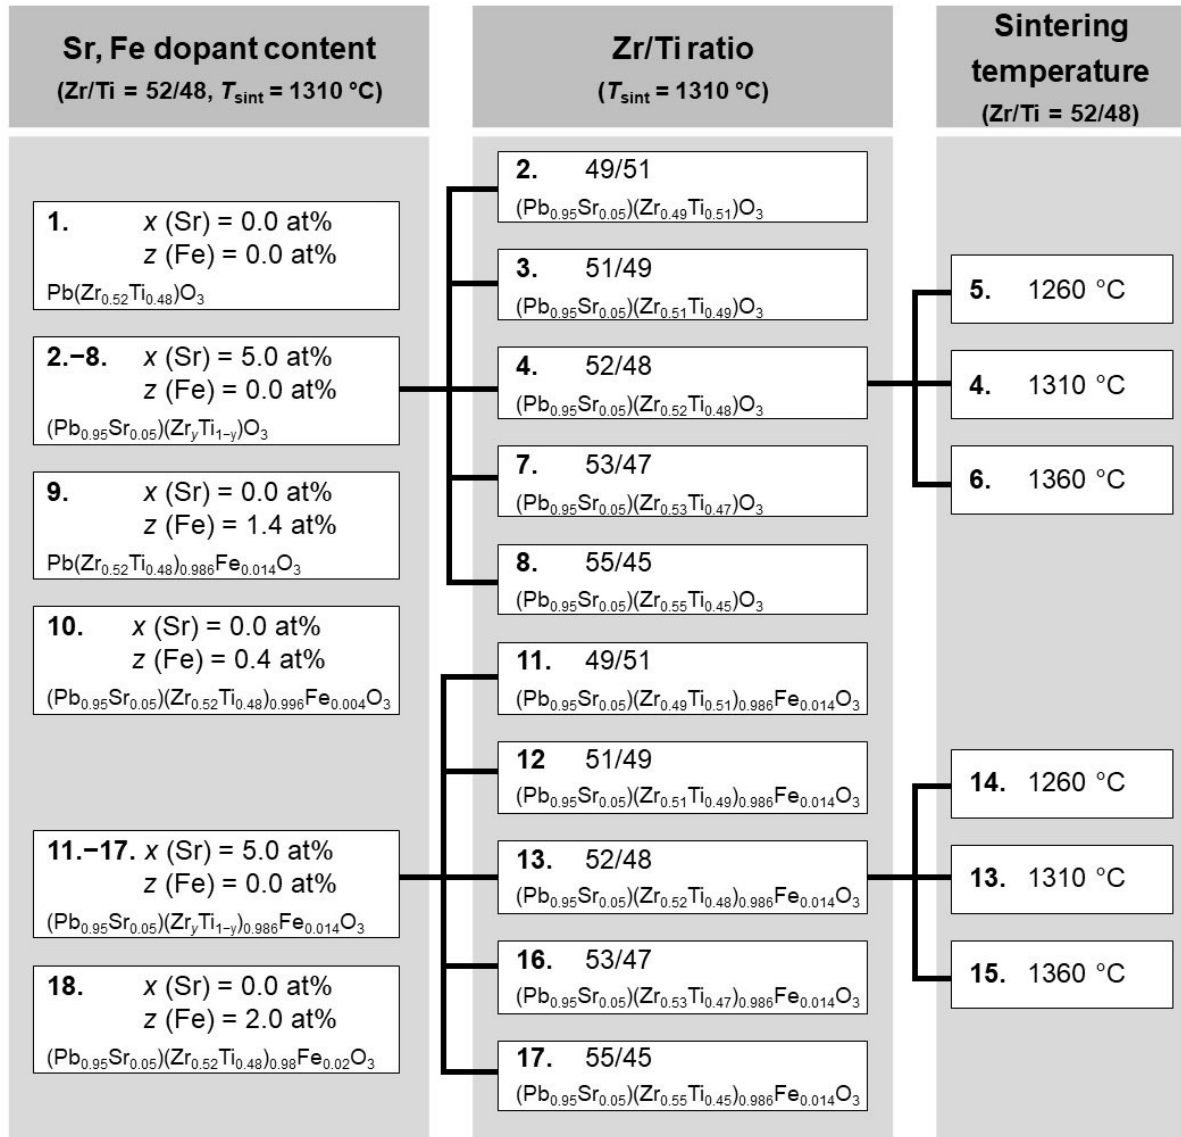 Sr, Fe dopant content
(Zr/Ti = 52/48, T_sint = 1310 °C)
1. x (Sr) = 0.0 at%
z (Fe) = 0.0 at%
Pb(Zr₀.₅₂Ti₀.₄₈)O₃
2.−8. x (Sr) = 5.0 at%
z (Fe) = 0.0 at%
(Pb₀.₉₅Sr₀.₀₅)(Zr_yTi_1−y)O₃
9. x (Sr) = 0.0 at%
z (Fe) = 1.4 at%
Pb(Zr₀.₅₂Ti₀.₄₈)₀.₉₈₆Fe₀.₀₁₄O₃
10. x (Sr) = 0.0 at%
z (Fe) = 0.4 at%
(Pb₀.₉₅Sr₀.₀₅)(Zr₀.₅₂Ti₀.₄₈)₀.₉₉₆Fe₀.₀₀₄O₃
11.−17. x (Sr) = 5.0 at%
z (Fe) = 0.0 at%
(Pb₀.₉₅Sr₀.₀₅)(Zr_yTi_1−y)₀.₉₈₆Fe₀.₀₁₄O₃
18. x (Sr) = 0.0 at%
z (Fe) = 2.0 at%
(Pb₀.₉₅Sr₀.₀₅)(Zr₀.₅₂Ti₀.₄₈)₀.₉₈Fe₀.₀₂O₃
Zr/Ti ratio
(T_sint = 1310 °C)
2. 49/51
(Pb₀.₉₅Sr₀.₀₅)(Zr₀.₄₉Ti₀.₅₁)O₃
3. 51/49
(Pb₀.₉₅Sr₀.₀₅)(Zr₀.₅₁Ti₀.₄₉)O₃
4. 52/48
(Pb₀.₉₅Sr₀.₀₅)(Zr₀.₅₂Ti₀.₄₈)O₃
7. 53/47
(Pb₀.₉₅Sr₀.₀₅)(Zr₀.₅₃Ti₀.₄₇)O₃
8. 55/45
(Pb₀.₉₅Sr₀.₀₅)(Zr₀.₅₅Ti₀.₄₅)O₃
11. 49/51
(Pb₀.₉₅Sr₀.₀₅)(Zr₀.₄₉Ti₀.₅₁)₀.₉₈₆Fe₀.₀₁₄O₃
12 51/49
(Pb₀.₉₅Sr₀.₀₅)(Zr₀.₅₁Ti₀.₄₉)₀.₉₈₆Fe₀.₀₁₄O₃
13. 52/48
(Pb₀.₉₅Sr₀.₀₅)(Zr₀.₅₂Ti₀.₄₈)₀.₉₈₆Fe₀.₀₁₄O₃
16. 53/47
(Pb₀.₉₅Sr₀.₀₅)(Zr₀.₅₃Ti₀.₄₇)₀.₉₈₆Fe₀.₀₁₄O₃
17. 55/45
(Pb₀.₉₅Sr₀.₀₅)(Zr₀.₅₅Ti₀.₄₅)₀.₉₈₆Fe₀.₀₁₄O₃
Sintering
temperature
(Zr/Ti = 52/48)
5. 1260 °C
4. 1310 °C
6. 1360 °C
14. 1260 °C
13. 1310 °C
15. 1360 °C